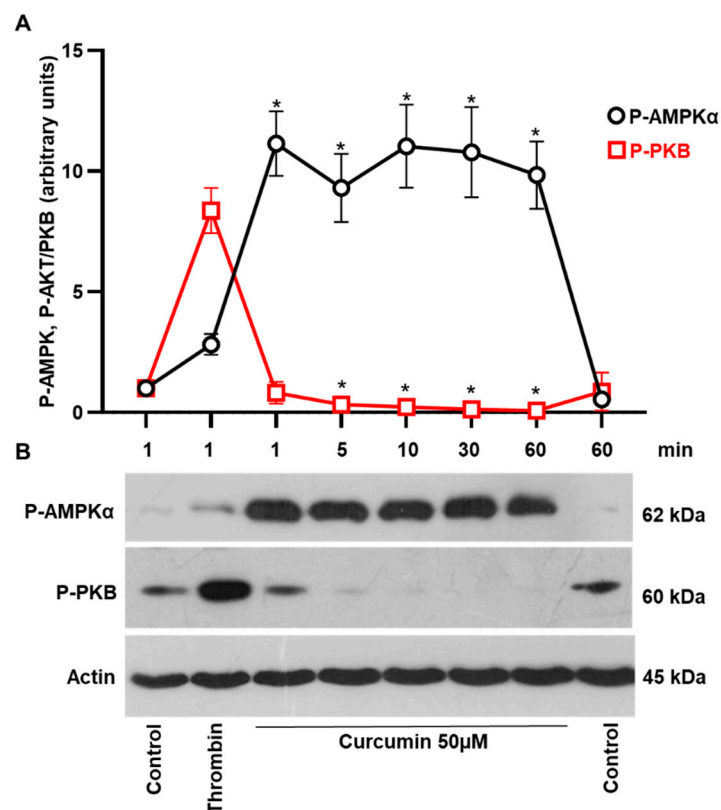 A
15
10
5
0
P-AMPK, P-AKT/PKB (arbitrary units)
P-AMPKα
P-PKB
* * * * *
* * * *
1 1 1 5 10 30 60 60 min
B
P-AMPKα 62 kDa
P-PKB 60 kDa
Actin 45 kDa
Control
Thrombin
Curcumin 50µM
Control